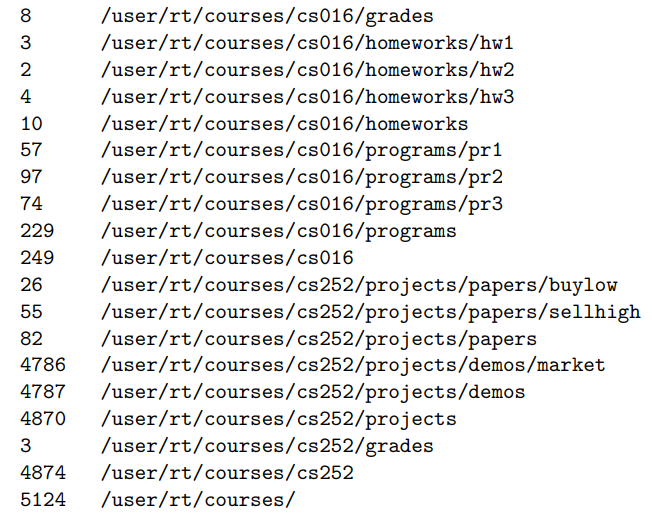 8 /user/rt/courses/cs016/grades
3 /user/rt/courses/cs016/homeworks/hw1
2 /user/rt/courses/cs016/homeworks/hw2
4 /user/rt/courses/cs016/homeworks/hw3
10 /user/rt/courses/cs016/homeworks
57 /user/rt/courses/cs016/programs/pr1
97 /user/rt/courses/cs016/programs/pr2
74 /user/rt/courses/cs016/programs/pr3
229 /user/rt/courses/cs016/programs
249 /user/rt/courses/cs016
26 /user/rt/courses/cs252/projects/papers/buylow
55 /user/rt/courses/cs252/projects/papers/sellhigh
82 /user/rt/courses/cs252/projects/papers
4786 /user/rt/courses/cs252/projects/demos/market
4787 /user/rt/courses/cs252/projects/demos
4870 /user/rt/courses/cs252/projects
3 /user/rt/courses/cs252/grades
4874 /user/rt/courses/cs252
5124 /user/rt/courses/